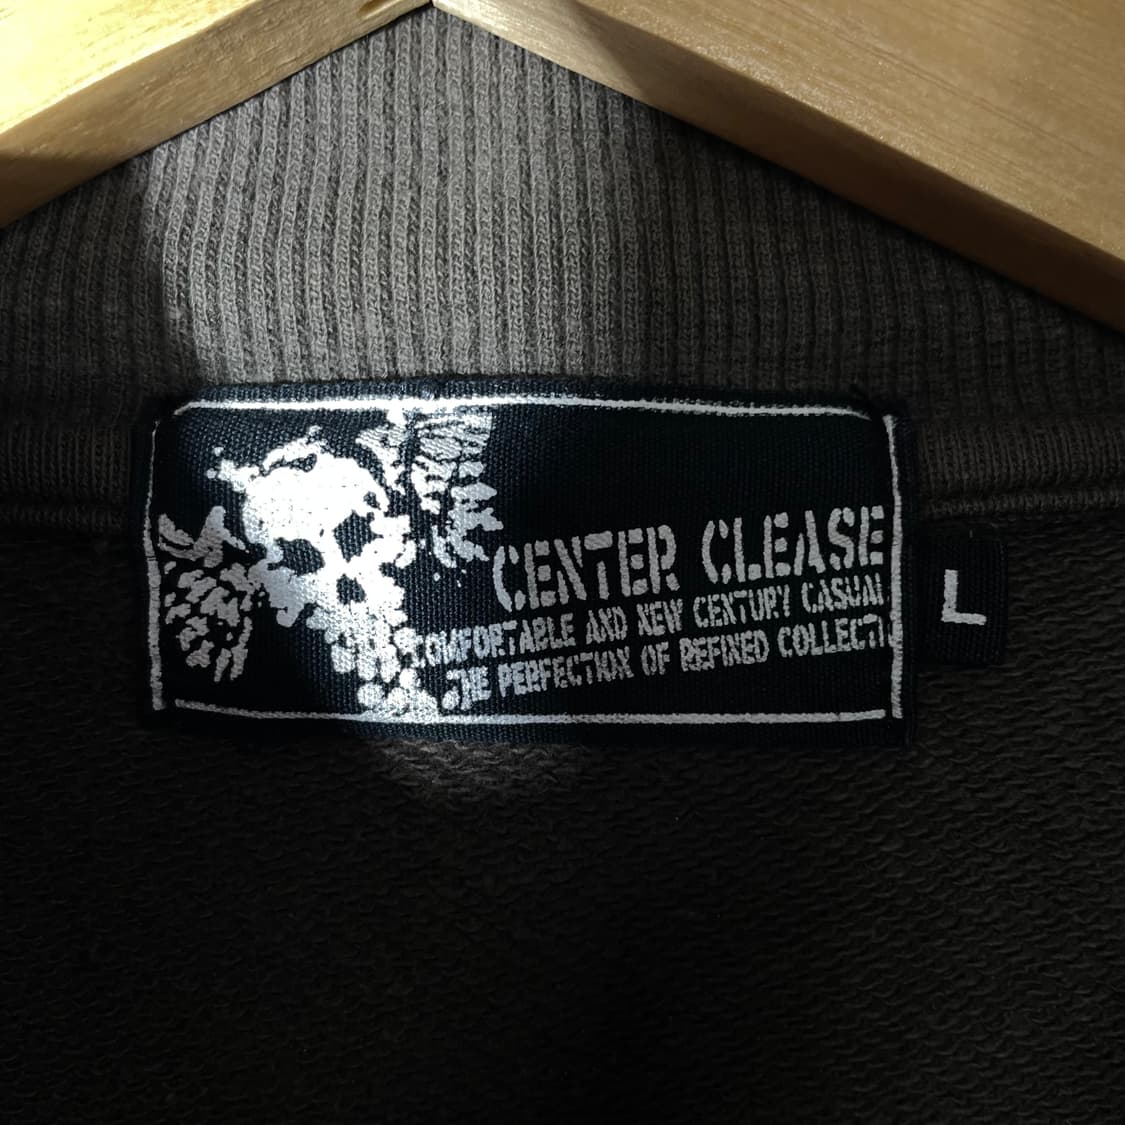 CENTER CLEASE
COMFORTABLE AND NEW CENTURY CASUAL
THE PERFECTION OF REFINED COLLECTI
L